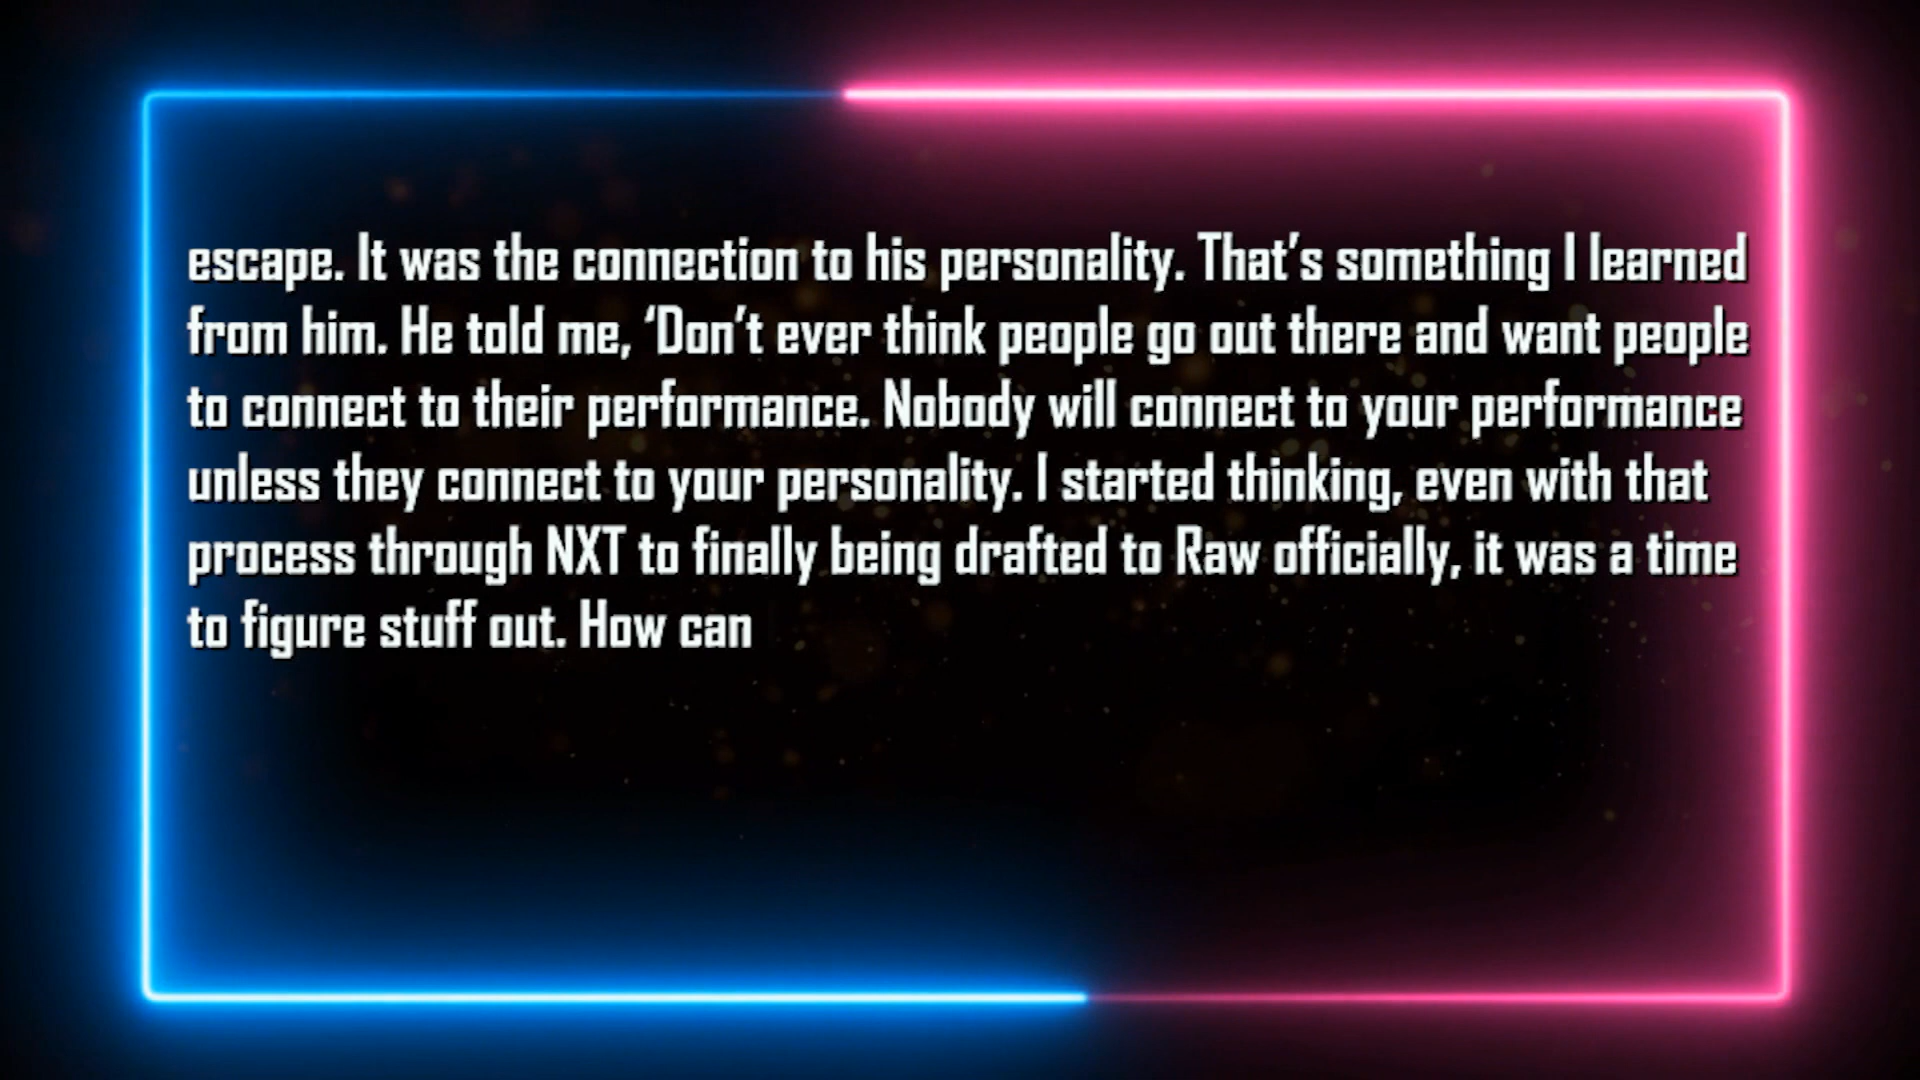 escape. It was the connection to his personality. That’s something I learned
from him. He told me, ‘Don’t ever think people go out there and want people
to connect to their performance. Nobody will connect to your performance
unless they connect to your personality. I started thinking, even with that
process through NXT to finally being drafted to Raw officially, it was a time
to figure stuff out. How can